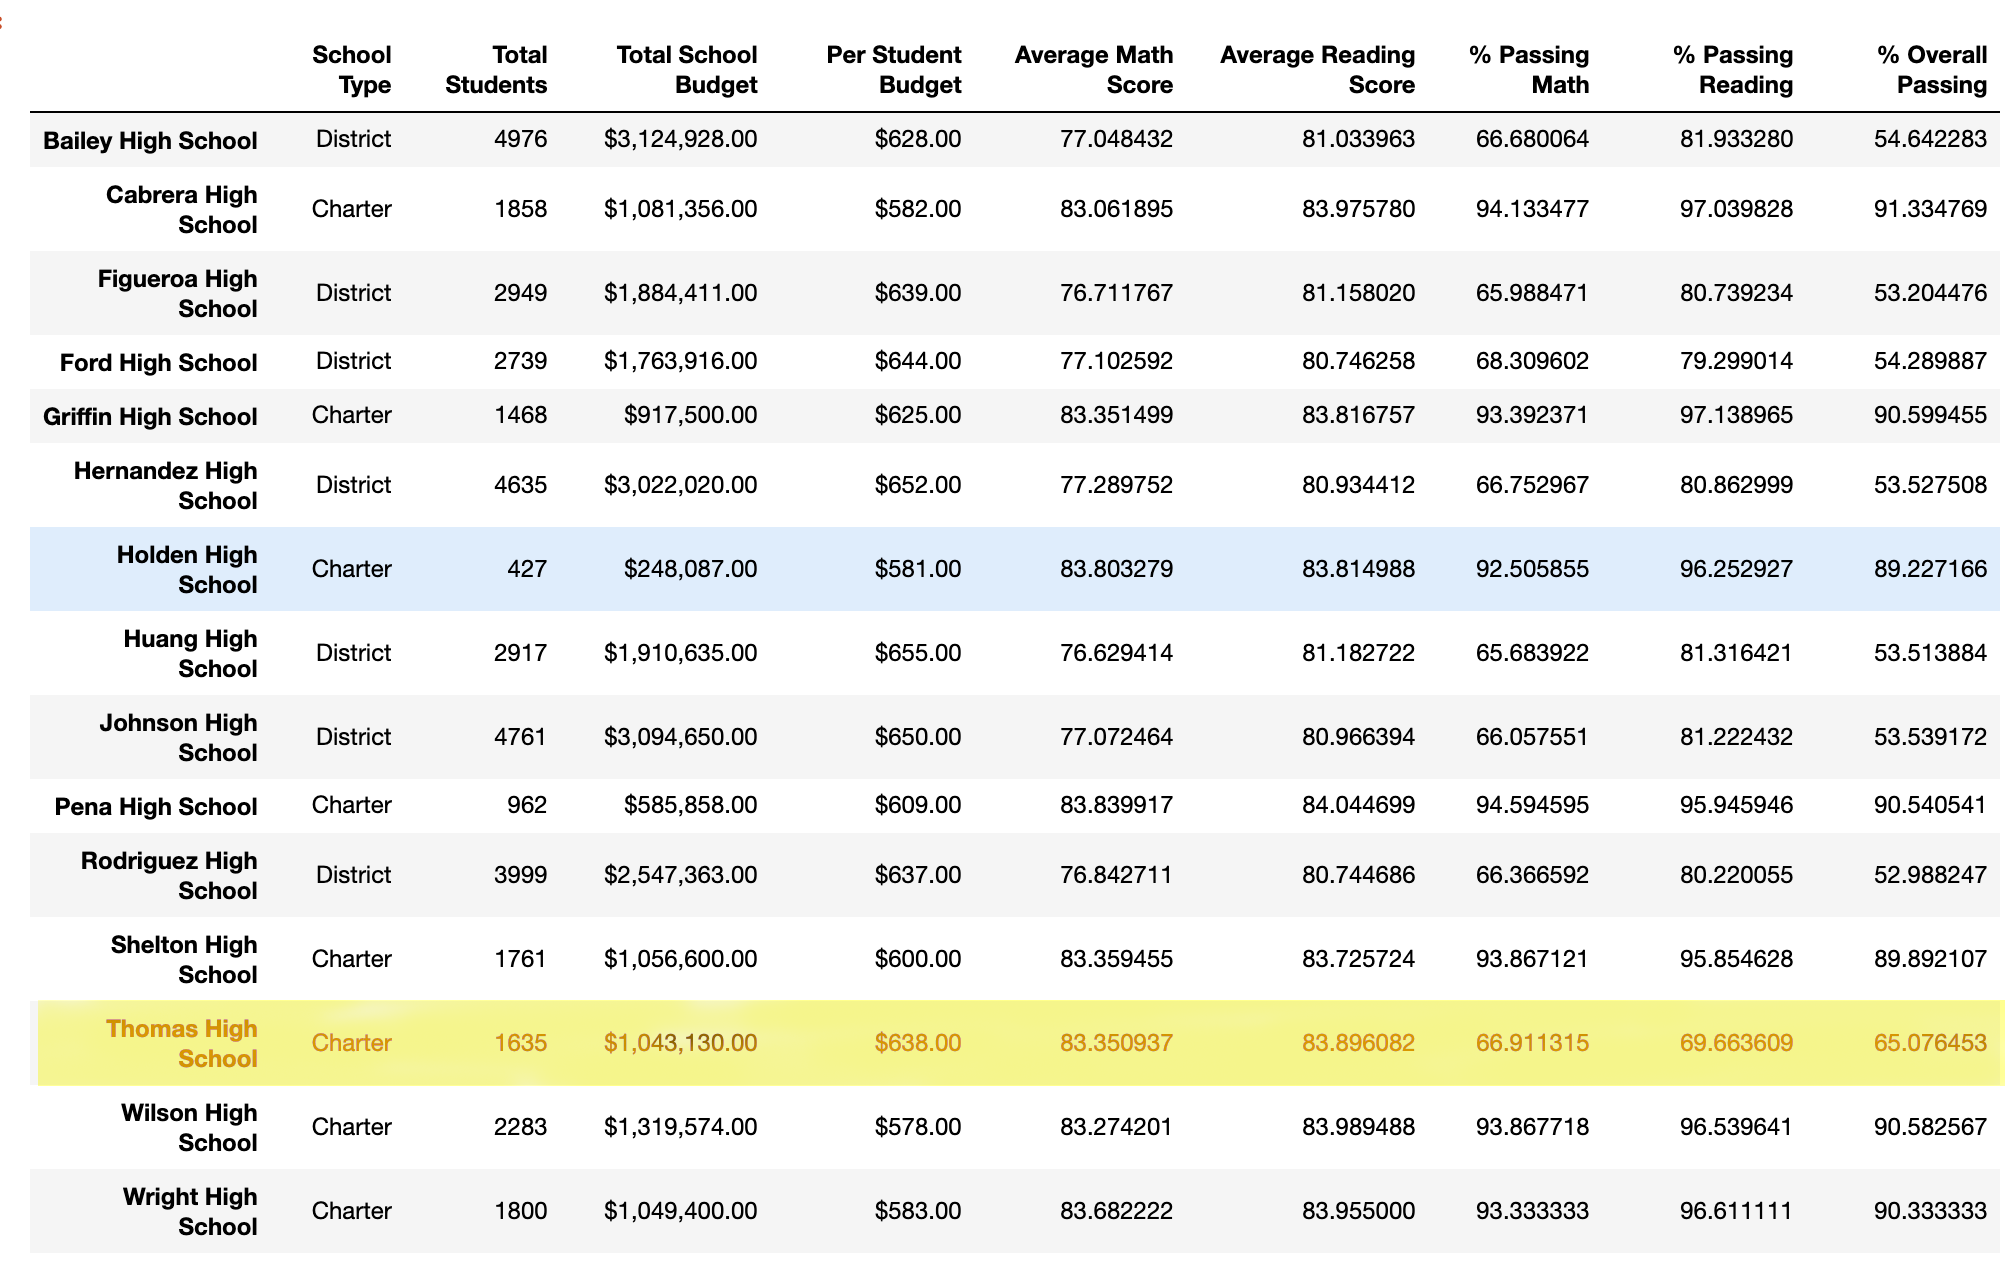 School Type Total Students Total School Budget Per Student Budget Average Math Score Average Reading Score % Passing Math % Passing Reading % Overall Passing
Bailey High School District 4976 $3,124,928.00 $628.00 77.048432 81.033963 66.680064 81.933280 54.642283
Cabrera High School Charter 1858 $1,081,356.00 $582.00 83.061895 83.975780 94.133477 97.039828 91.334769
Figueroa High School District 2949 $1,884,411.00 $639.00 76.711767 81.158020 65.988471 80.739234 53.204476
Ford High School District 2739 $1,763,916.00 $644.00 77.102592 80.746258 68.309602 79.299014 54.289887
Griffin High School Charter 1468 $917,500.00 $625.00 83.351499 83.816757 93.392371 97.138965 90.599455
Hernandez High School District 4635 $3,022,020.00 $652.00 77.289752 80.934412 66.752967 80.862999 53.527508
Holden High School Charter 427 $248,087.00 $581.00 83.803279 83.814988 92.505855 96.252927 89.227166
Huang High School District 2917 $1,910,635.00 $655.00 76.629414 81.182722 65.683922 81.316421 53.513884
Johnson High School District 4761 $3,094,650.00 $650.00 77.072464 80.966394 66.057551 81.222432 53.539172
Pena High School Charter 962 $585,858.00 $609.00 83.839917 84.044699 94.594595 95.945946 90.540541
Rodriguez High School District 3999 $2,547,363.00 $637.00 76.842711 80.744686 66.366592 80.220055 52.988247
Shelton High School Charter 1761 $1,056,600.00 $600.00 83.359455 83.725724 93.867121 95.854628 89.892107
Thomas High School Charter 1635 $1,043,130.00 $638.00 83.350937 83.896082 66.911315 69.663609 65.076453
Wilson High School Charter 2283 $1,319,574.00 $578.00 83.274201 83.989488 93.867718 96.539641 90.582567
Wright High School Charter 1800 $1,049,400.00 $583.00 83.682222 83.955000 93.333333 96.611111 90.333333